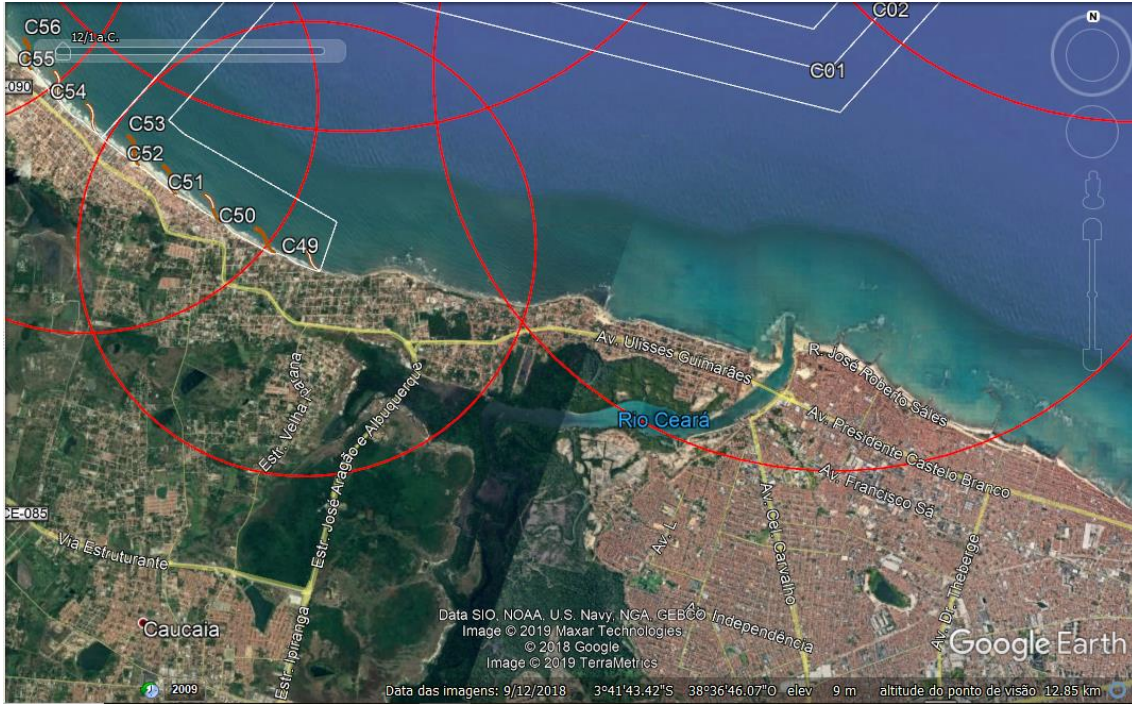 C56
C02
N
12/1 a.C.
C55
C01
-090
C54
C53
C52
C51
C50
C49
Av. Ulisses Guimarães
R. José Roberto Sáles
Estr. Velha Parana
Estr. José Aragão e Albuquerque
Rio Ceará
Av. Presidente Castelo Branco
Av. Francisco Sá
CE-085
Via Estruturante
Av. L
Av. Cel. Carvalho
Av. Dr. Theberge
Av. Independência
Caucaia
Estr. Ipiranga
Data SIO, NOAA, U.S. Navy, NGA, GEBCO
Image © 2019 Maxar Technologies
© 2018 Google
Image © 2019 TerraMetrics
Google Earth
2009
Data das imagens: 9/12/2018 3°41'43.42"S 38°36'46.07"O elev 9 m altitude do ponto de visão 12.85 km